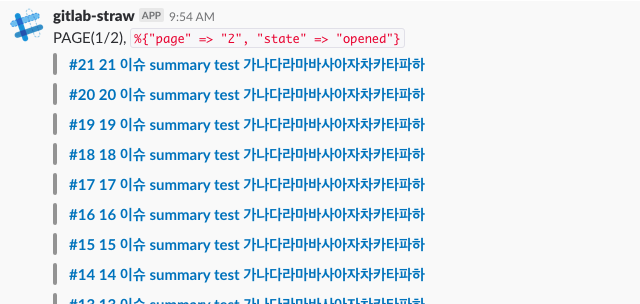 gitlab-straw APP 9:54 AM
PAGE(1/2), %{"page" => "2", "state" => "opened"}
#21 21 이슈 summary test 가나다라마바사아자차카타파하
#20 20 이슈 summary test 가나다라마바사아자차카타파하
#19 19 이슈 summary test 가나다라마바사아자차카타파하
#18 18 이슈 summary test 가나다라마바사아자차카타파하
#17 17 이슈 summary test 가나다라마바사아자차카타파하
#16 16 이슈 summary test 가나다라마바사아자차카타파하
#15 15 이슈 summary test 가나다라마바사아자차카타파하
#14 14 이슈 summary test 가나다라마바사아자차카타파하